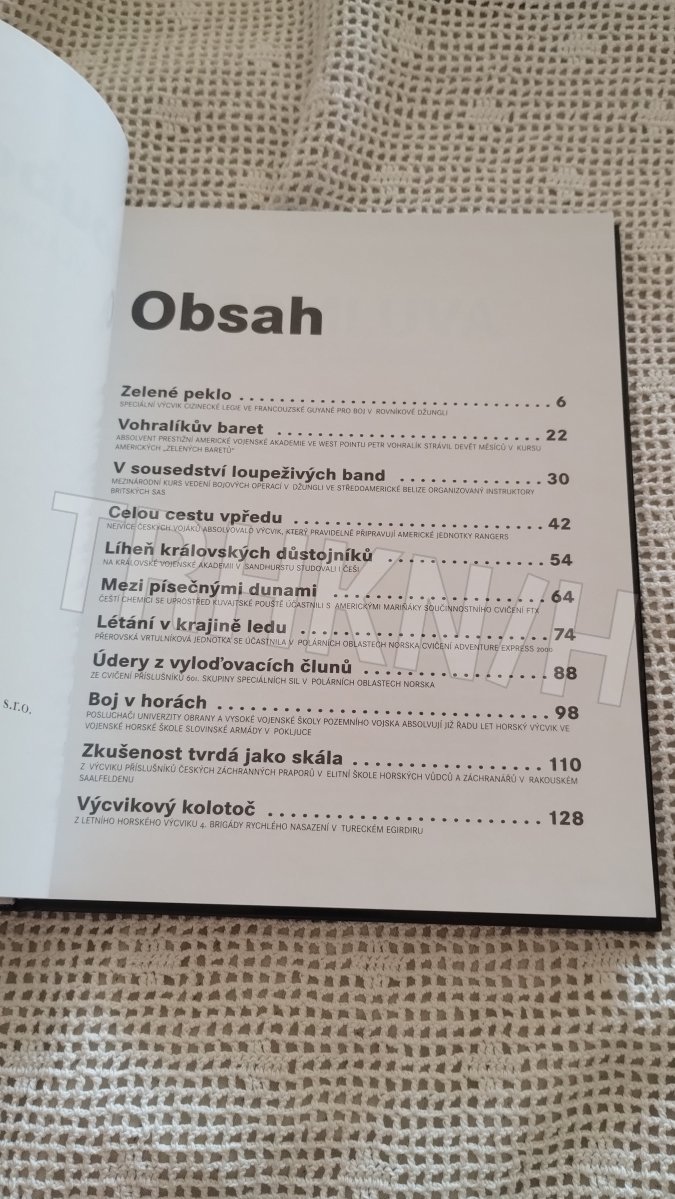 Obsah
Zelené peklo . . . . . . . . . . . . . . . . . . . . . . . . . . . . . . . 6
SPECIÁLNÍ VÝCVIK CIZINECKÉ LEGIE VE FRANCOUZSKÉ GUYANĚ PRO BOJ V ROVNÍKOVÉ DŽUNGLI
Vohralíkův baret . . . . . . . . . . . . . . . . . . . . . . . . . . 22
ABSOLVENT PRESTIŽNÍ AMERICKÉ VOJENSKÉ AKADEMIE VE WEST POINTU PETR VOHRALÍK STRÁVIL DEVĚT MĚSÍCŮ V KURSU
AMERICKÝCH „ZELENÝCH BARETŮ“
V sousedství loupeživých band . . . . . . . . . . . . . . 30
MEZINÁRODNÍ KURS VEDENÍ BOJOVÝCH OPERACÍ V DŽUNGLI VE STŘEDOAMERICKÉ BELIZE ORGANIZOVANÝ INSTRUKTORY
BRITSKÝCH SAS
Celou cestu vpředu . . . . . . . . . . . . . . . . . . . . . . . . 42
NEJVÍCE ČESKÝCH VOJÁKŮ ABSOLVOVALO VÝCVIK, KTERÝ PRAVIDELNĚ PŘIPRAVUJÍ AMERICKÉ JEDNOTKY RANGERS
Líheň královských důstojníků . . . . . . . . . . . . . . . 54
NA KRÁLOVSKÉ VOJENSKÉ AKADEMII V SANDHURSTU STUDOVALI I ČEŠI
Mezi písečnými dunami . . . . . . . . . . . . . . . . . . . . 64
ČEŠTÍ CHEMICI SE UPROSTŘED KUVAJTSKÉ POUŠTĚ ÚČASTNILI S AMERICKÝMI MARIŇÁKY SOUČINNOSTNÍHO CVIČENÍ FTX
Létání v krajině ledu . . . . . . . . . . . . . . . . . . . . . . 74
PŘEROVSKÁ VRTULNÍKOVÁ JEDNOTKA SE ÚČASTNILA V POLÁRNÍCH OBLASTECH NORSKA CVIČENÍ ADVENTURE EXPRESS 2000
Údery z vyloďovacích člunů . . . . . . . . . . . . . . . . . 88
ZE CVIČENÍ PŘÍSLUŠNÍKŮ 601. SKUPINY SPECIÁLNÍCH SIL V POLÁRNÍCH OBLASTECH NORSKA
Boj v horách . . . . . . . . . . . . . . . . . . . . . . . . . . . . . 98
POSLUCHAČI UNIVERZITY OBRANY A VYSOKÉ VOJENSKÉ ŠKOLY POZEMNÍHO VOJSKA ABSOLVUJÍ JIŽ ŘADU LET HORSKÝ VÝCVIK VE
VOJENSKÉ HORSKÉ ŠKOLE SLOVINSKÉ ARMÁDY V POKLJUCE
Zkušenost tvrdá jako skála . . . . . . . . . . . . . . . . . 110
Z VÝCVIKU PŘÍSLUŠNÍKŮ ČESKÝCH ZÁCHRANNÝCH PRAPORŮ V ELITNÍ ŠKOLE HORSKÝCH VŮDCŮ A ZÁCHRANÁŘŮ V RAKOUSKÉM
SAALFELDENU
Výcvikový kolotoč . . . . . . . . . . . . . . . . . . . . . . . . 128
Z LETNÍHO HORSKÉHO VÝCVIKU 4. BRIGÁDY RYCHLÉHO NASAZENÍ V TURECKÉM EGIRDIRU
s.r.o.